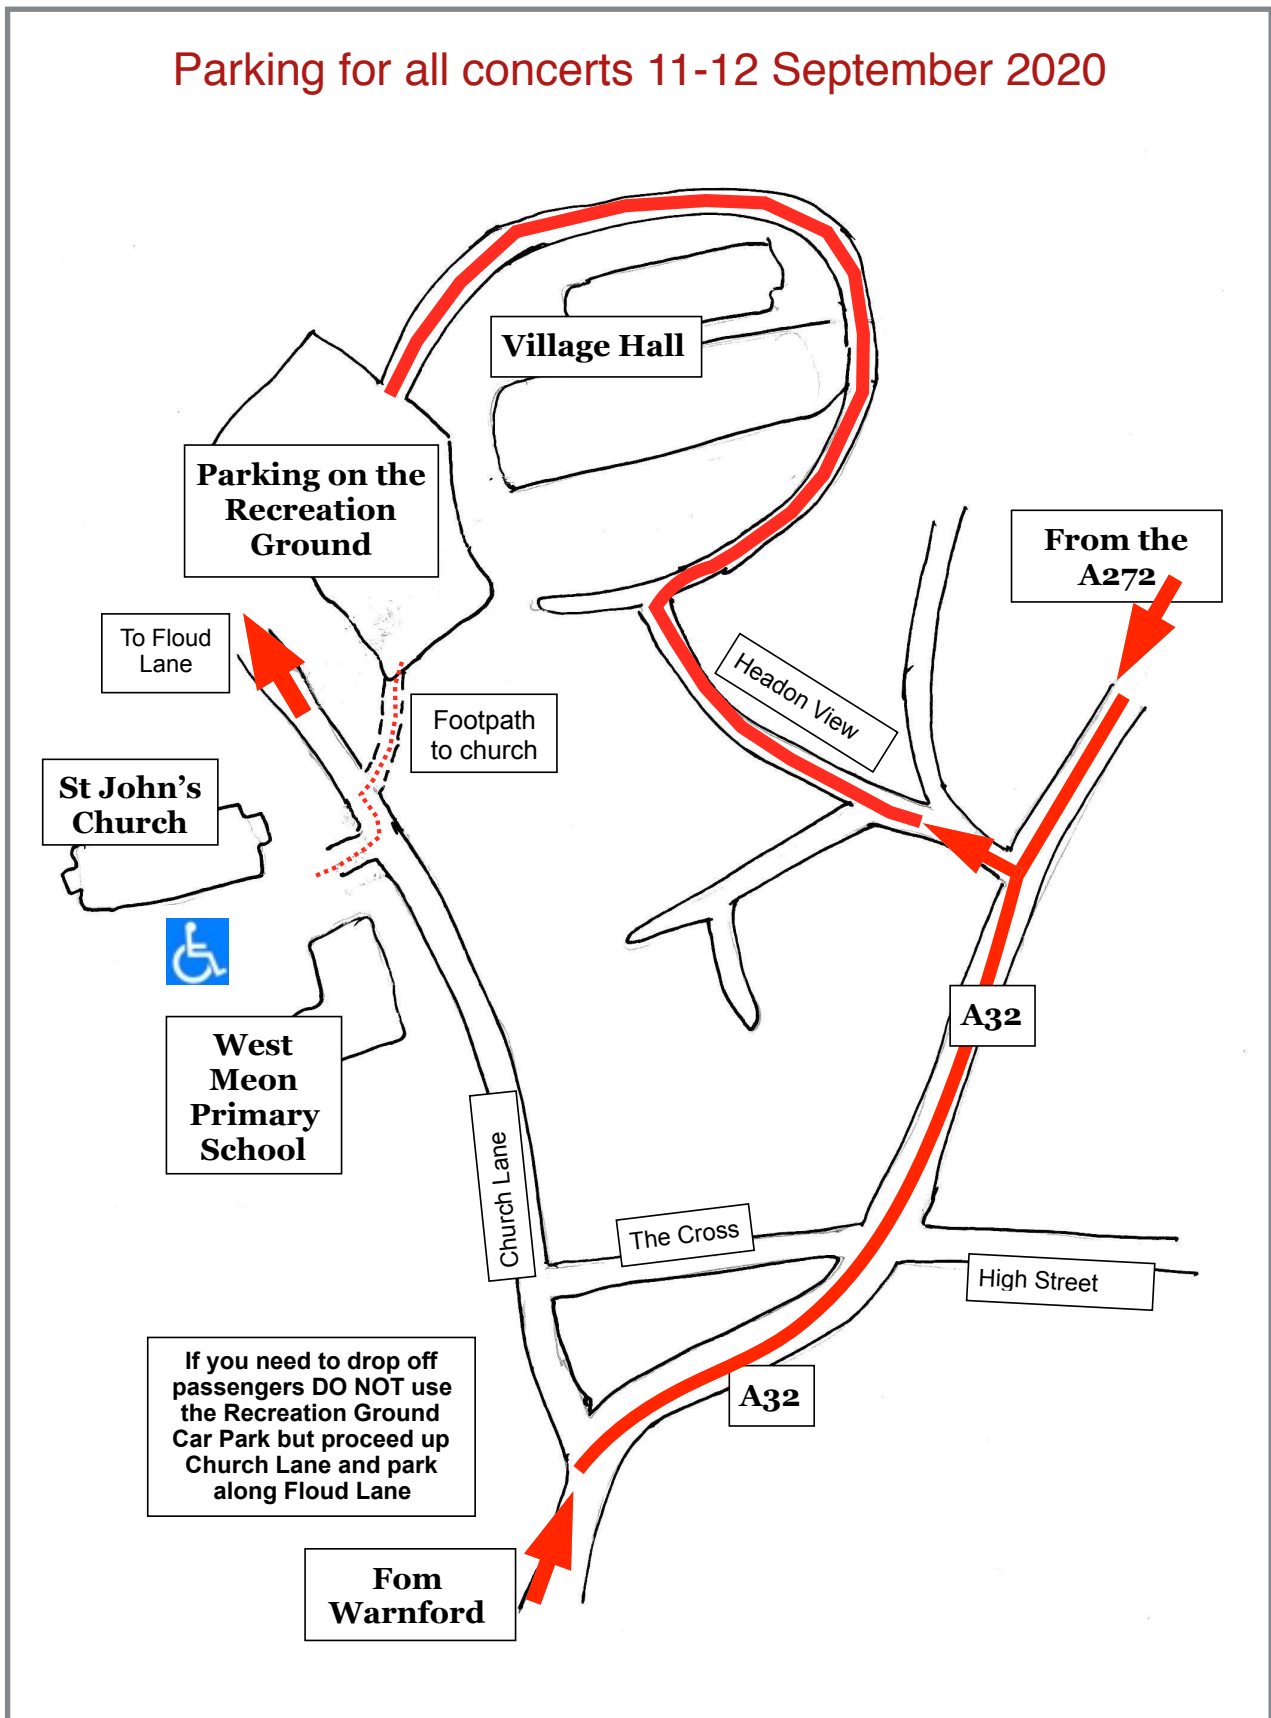 Parking for all concerts 11-12 September 2020
Village Hall
Parking on the
Recreation
Ground
From the
A272
To Floud
Lane
Headon View
Footpath
to church
St John’s
Church
A32
West
Meon
Primary
School
Church Lane
The Cross
High Street
If you need to drop off
passengers DO NOT use
the Recreation Ground
Car Park but proceed up
Church Lane and park
along Floud Lane
A32
Fom
Warnford